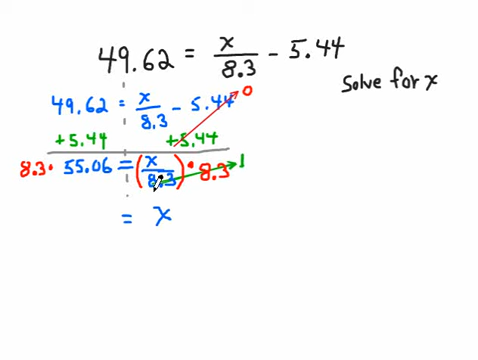 49.62 = x/8.3 - 5.44
Solve for x
49.62 = x/8.3 - 5.44
0
+5.44 +5.44
8.3 • 55.06 = (x/8.3) • 8.3
1
= x